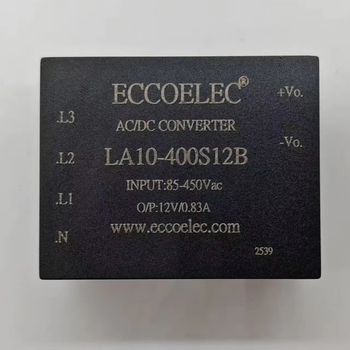 ECCOELEC®
+Vo.
.L3
AC/DC CONVERTER
-Vo.
.L2
LA10-400S12B
INPUT:85-450Vac
.L1
O/P:12V/0.83A
.N
www.eccoelec.com
2539